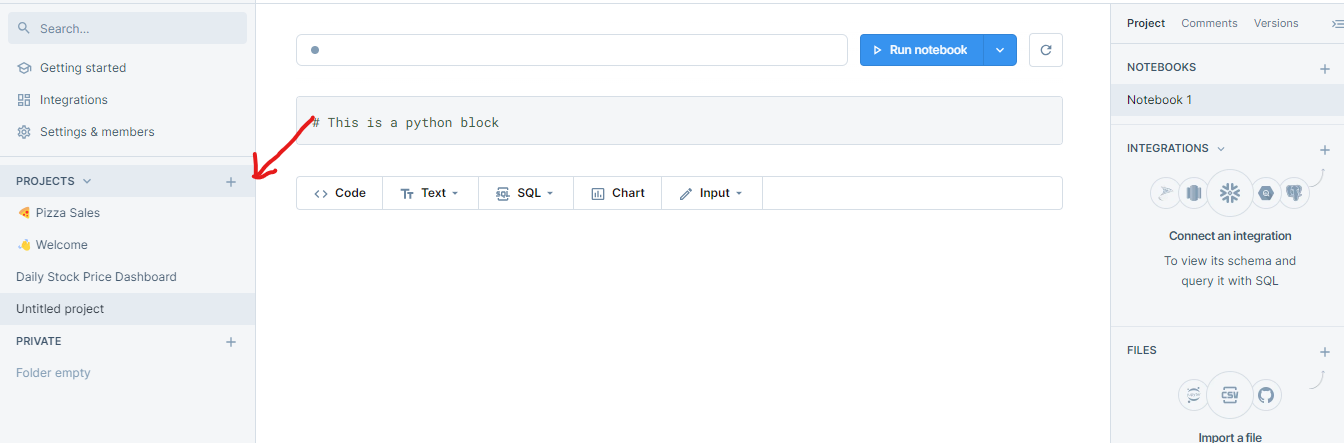 Search...
Getting started
Integrations
Settings & members
PROJECTS
🍕 Pizza Sales
👋 Welcome
Daily Stock Price Dashboard
Untitled project
PRIVATE
Folder empty
Run notebook
# This is a python block
Code
Text
SQL
SQL
Chart
Input
Project
Comments
Versions
NOTEBOOKS
Notebook 1
INTEGRATIONS
Connect an integration
To view its schema and
query it with SQL
FILES
CSV
Import a file